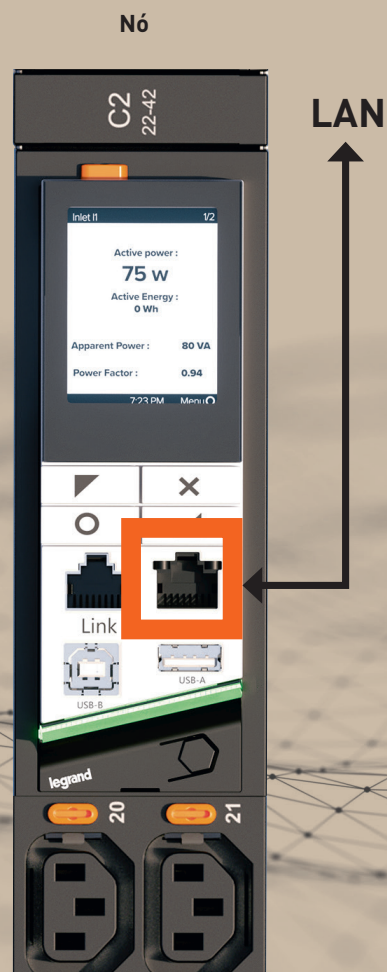 Nó
C2
22-42
LAN
Inlet I1 1/2
Active power :
75 W
Active Energy :
0 Wh
Apparent Power : 80 VA
Power Factor : 0.94
7:23 PM Menu
Link
USB-B
USB-A
legrand
20
21